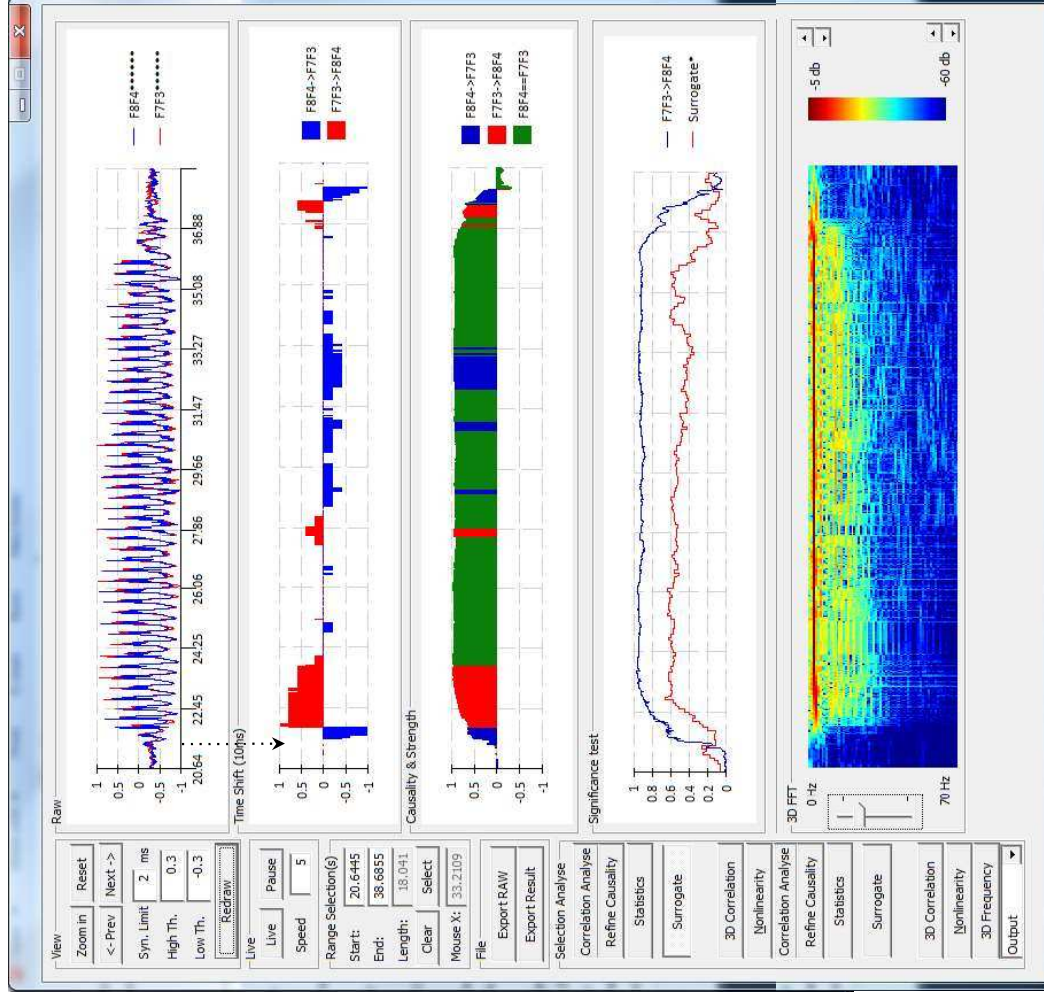 View
Zoom in
Reset
<- Prev
Next ->
Syn. Limit 2 ms
High Th. 0.3
Low Th. -0.3
Redraw
Live
Live
Pause
Speed 5
Range Selection(s)
Start: 20.6445
End: 38.6855
Length: 18.041
Clear
Select
Mouse X: 33.2109
File
Export RAW
Export Result
Selection Analyse
Correlation Analyse
Refine Causality
Statistics
Surrogate
3D Correlation
Nonlinearity
Correlation Analyse
Refine Causality
Statistics
Surrogate
3D Correlation
Nonlinearity
3D Frequency
Output
Raw
1
0.5
0
-0.5
-1
20.64 22.45 24.25 26.06 27.86 29.66 31.47 33.27 35.08 36.88
F8F4
F7F3
Time Shift (10ms)
1
0.5
0
-0.5
-1
F8F4->F7F3
F7F3->F8F4
Causality & Strength
1
0.5
0
-0.5
-1
F8F4->F7F3
F7F3->F8F4
F8F4==F7F3
Significance test
1
0.8
0.6
0.4
0.2
0
F7F3->F8F4
Surrogate*
3D FFT
0 Hz
70 Hz
-5 db
-60 db